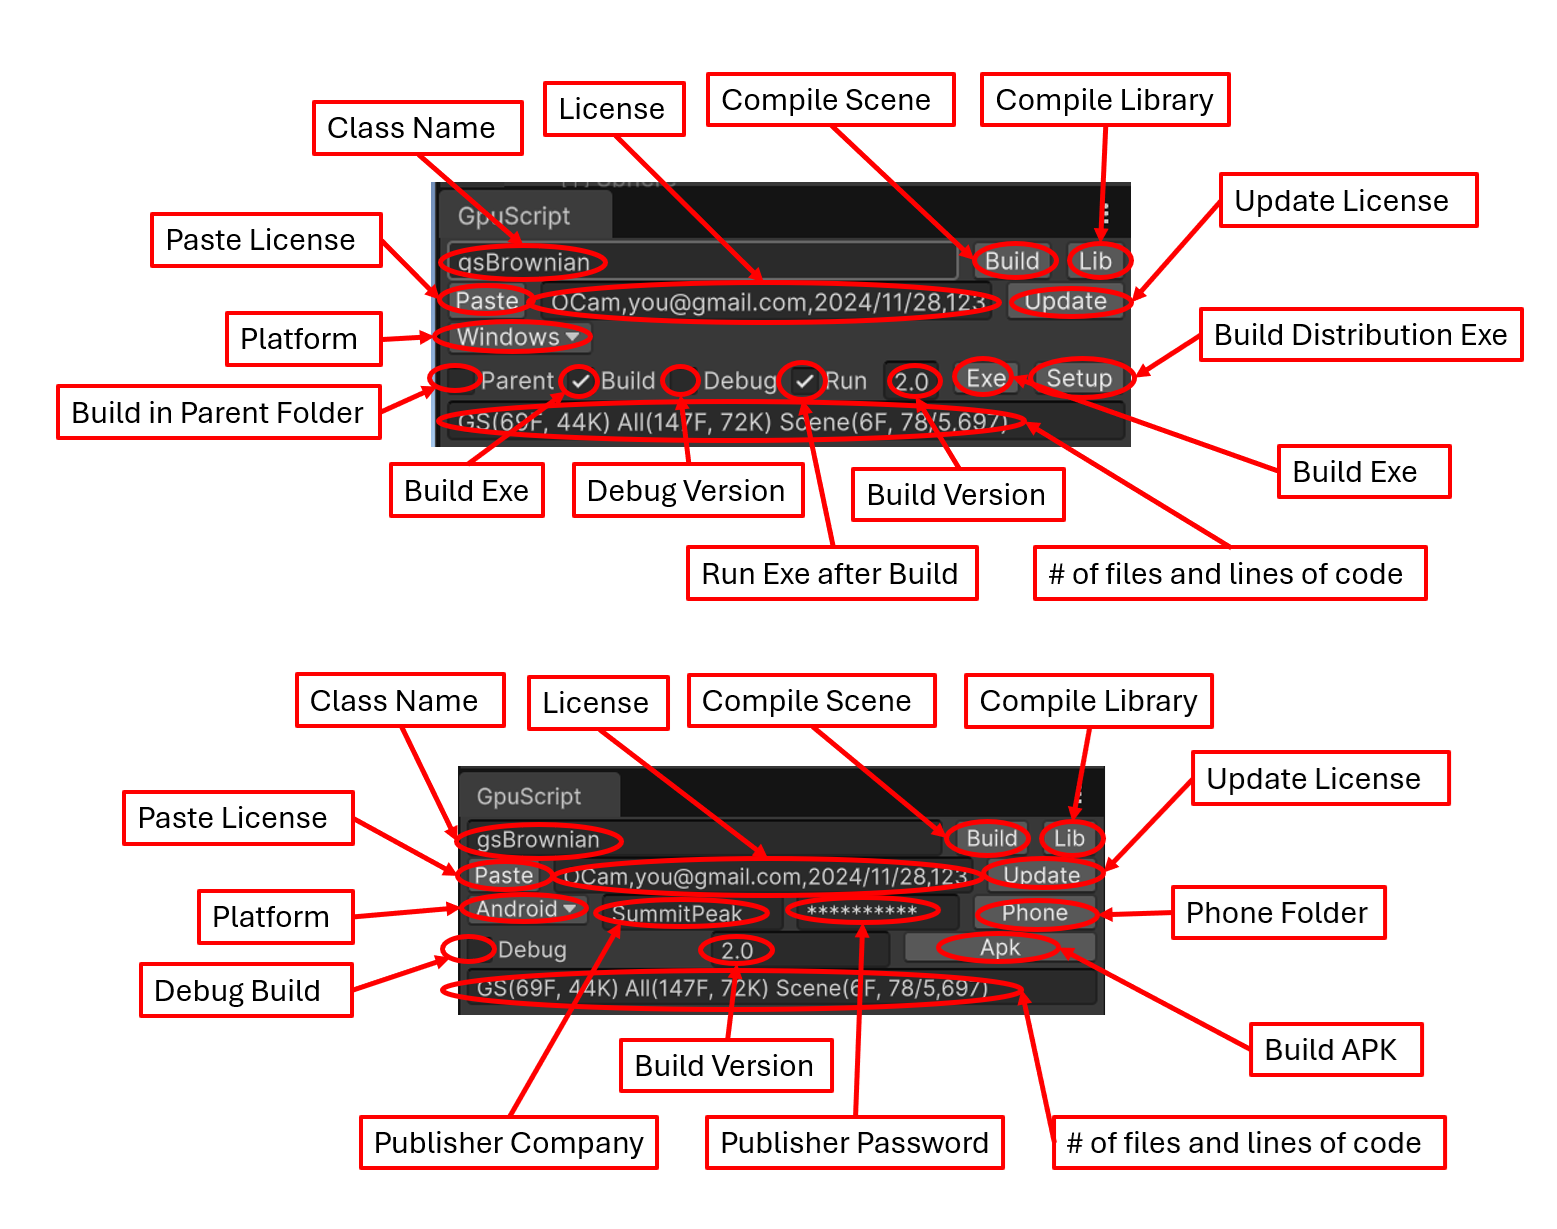 Compile Scene
Compile Library
License
Class Name
Update License
GpuScript
Paste License
gsBrownian
Build
Lib
Paste
OCam,you@gmail.com,2024/11/28,123
Update
Platform
Windows
Build Distribution Exe
Parent
Build
Debug
Run
2.0
Exe
Setup
Build in Parent Folder
GS(69F, 44K) All(147F, 72K) Scene(6F, 78/5,697)
Build Exe
Build Exe
Debug Version
Build Version
Run Exe after Build
# of files and lines of code
Class Name
License
Compile Scene
Compile Library
Update License
GpuScript
Paste License
gsBrownian
Build
Lib
Paste
OCam,you@gmail.com,2024/11/28,123
Update
Platform
Android
SummitPeak
**********
Phone
Phone Folder
Debug
2.0
Apk
Debug Build
GS(69F, 44K) All(147F, 72K) Scene(6F, 78/5,697)
Build APK
Build Version
Publisher Company
Publisher Password
# of files and lines of code